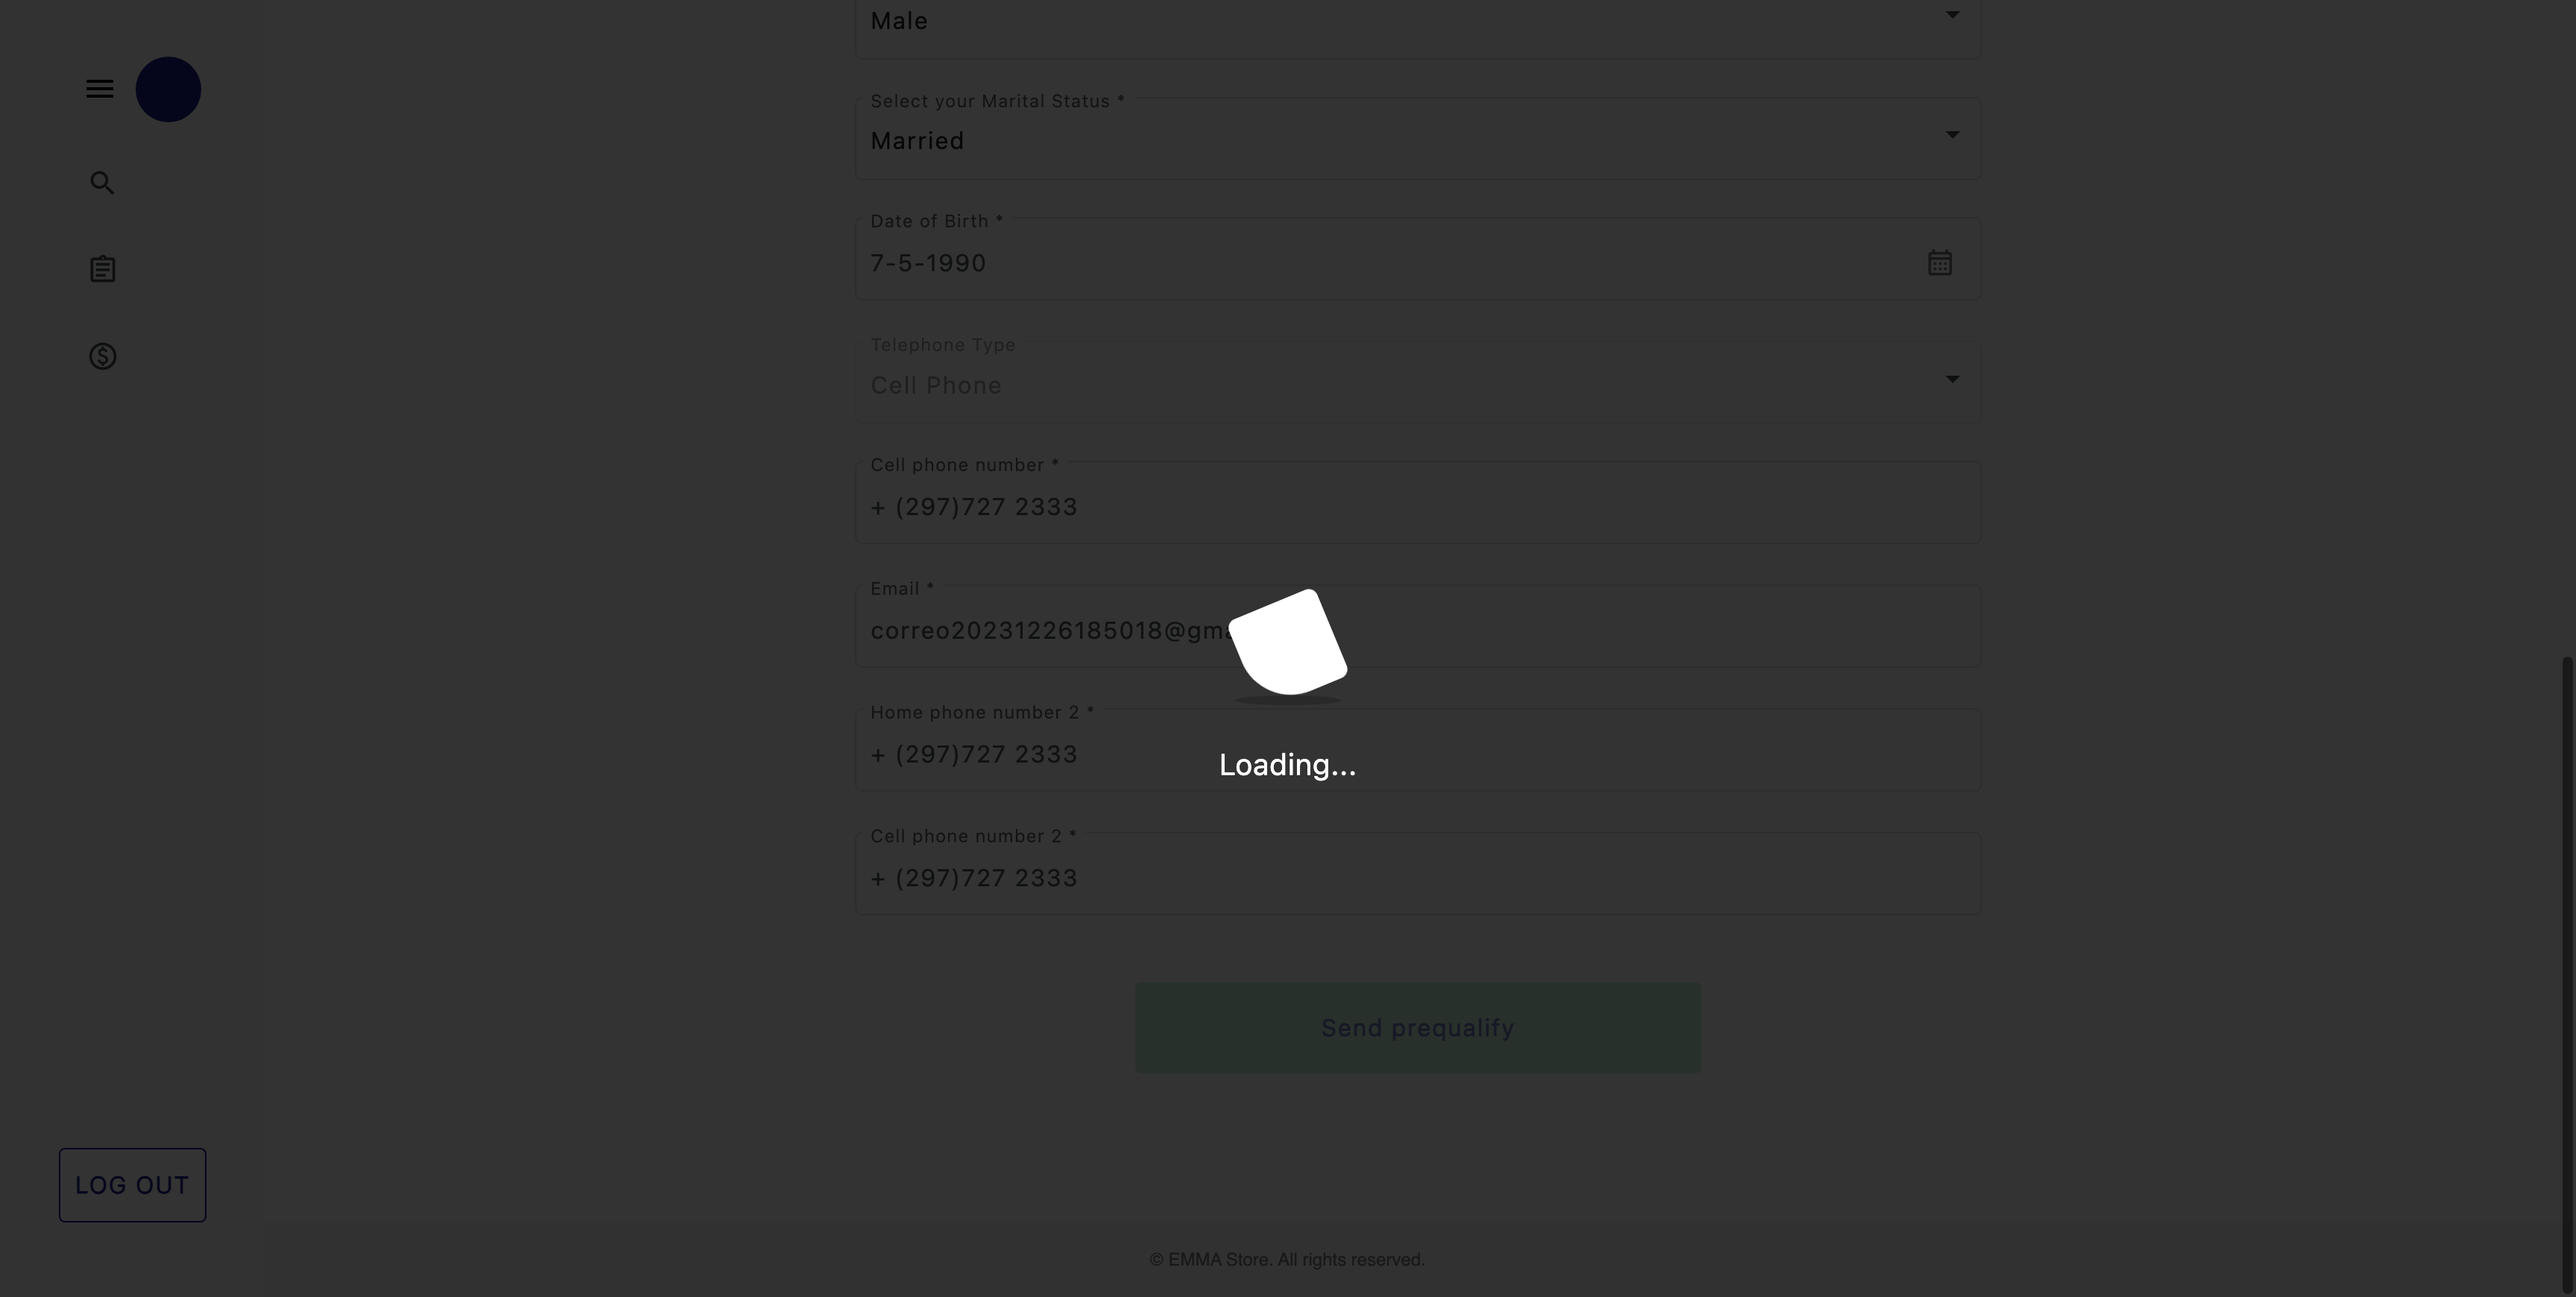 Male
Select your Marital Status *
Married
Date of Birth *
7-5-1990
Telephone Type
Cell Phone
Cell phone number *
+ (297)727 2333
Email *
correo20231226185018@gma
Home phone number 2 *
+ (297)727 2333
Loading...
Cell phone number 2 *
+ (297)727 2333
Send prequalify
LOG OUT
© EMMA Store. All rights reserved.